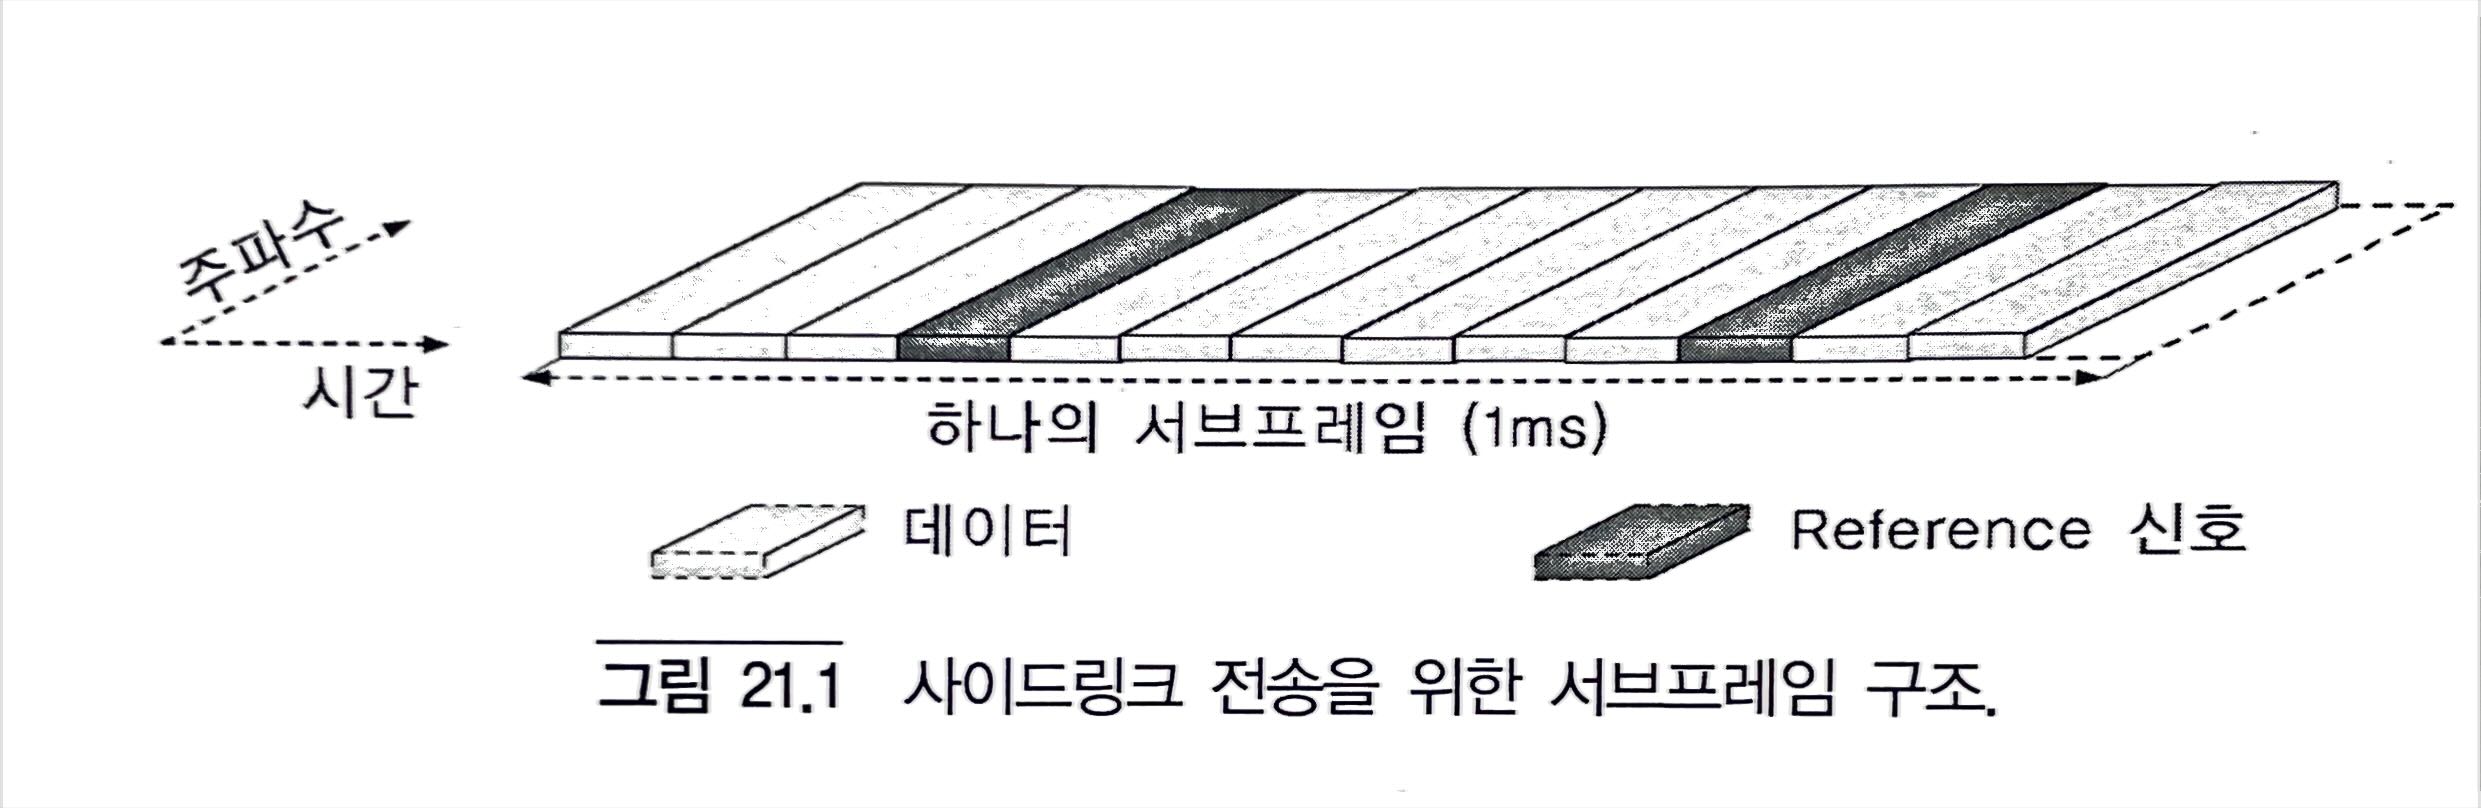 주파수
시간
하나의 서브프레임 (1ms)
데이터
Reference 신호
그림 21.1 사이드링크 전송을 위한 서브프레임 구조.